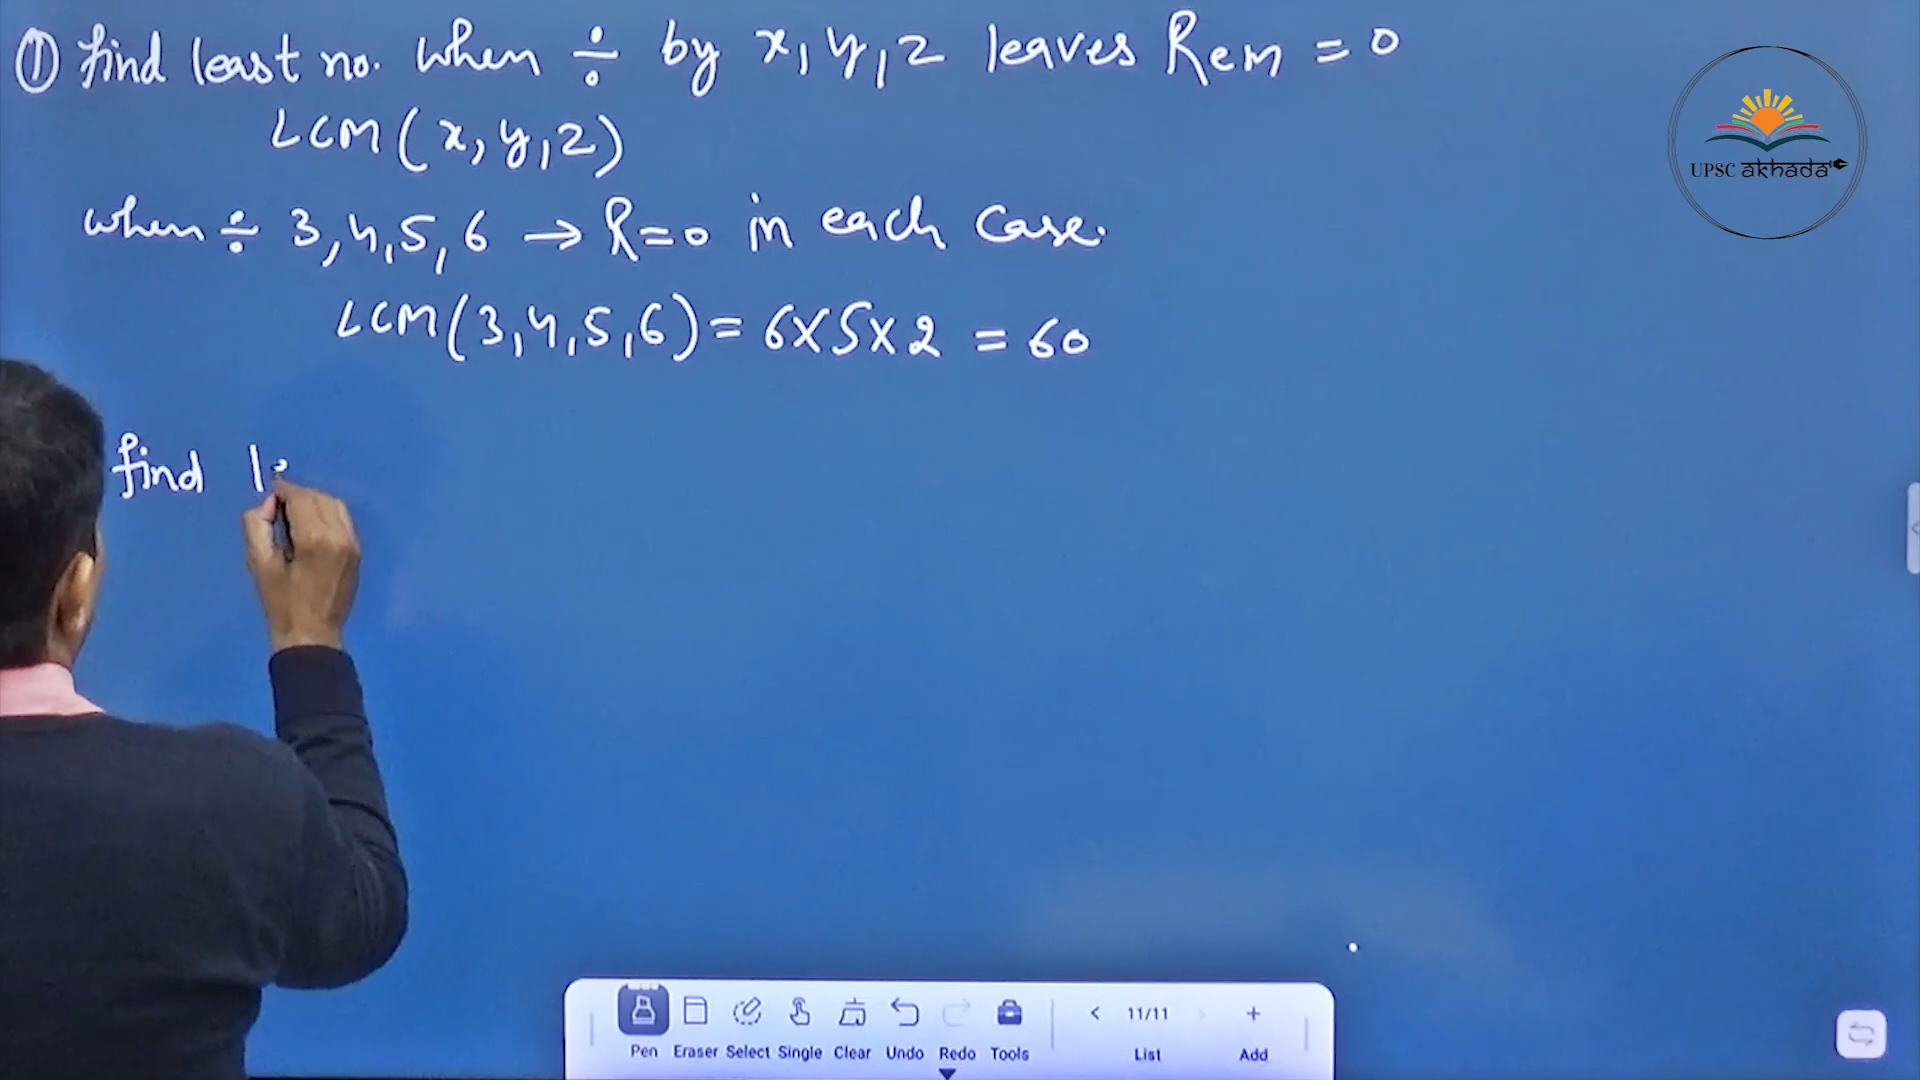 ① find least no. when ÷ by x, y, z leaves Rem = 0
LCM (x, y, z)
when ÷ 3, 4, 5, 6 → R=0 in each case.
LCM (3, 4, 5, 6) = 6×5×2 = 60
find
UPSC akhada
Pen Eraser Select Single Clear Undo Redo Tools < 11/11 > List + Add